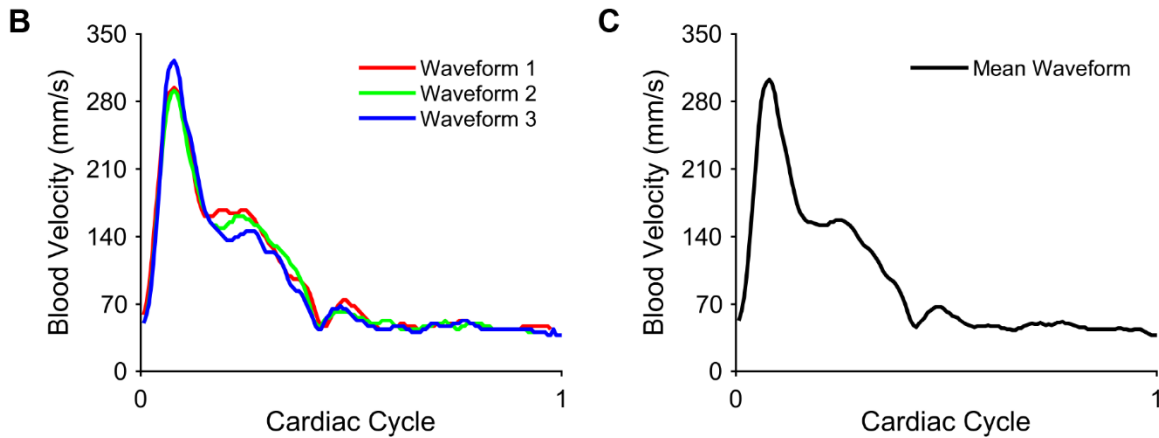 B
Blood Velocity (mm/s)
350
280
210
140
70
0
0
1
Cardiac Cycle
Waveform 1
Waveform 2
Waveform 3
C
Blood Velocity (mm/s)
350
280
210
140
70
0
0
1
Cardiac Cycle
Mean Waveform